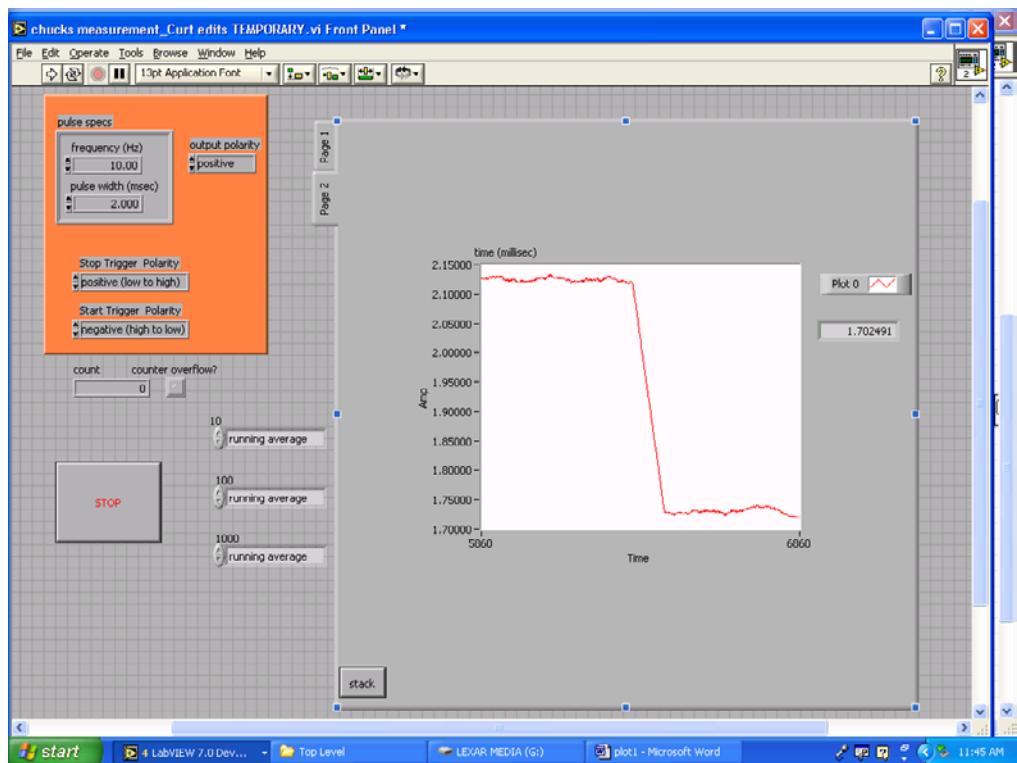 chucks measurement_Curt edits TEMPORARY.vi Front Panel *
File Edit Operate Tools Browse Window Help
13pt Application Font
?
2
pulse specs
frequency (Hz)
10.00
pulse width (msec)
2.000
output polarity
positive
Stop Trigger Polarity
positive (low to high)
Start Trigger Polarity
negative (high to low)
count
0
counter overflow?
10
running average
100
running average
1000
running average
STOP
Page 1
Page 2
time (millisec)
2.15000
2.10000
2.05000
2.00000
1.95000
1.90000
1.85000
1.80000
1.75000
1.70000
Amp
5860
6860
Time
Plot 0
1.702491
stack
start
4 LabVIEW 7.0 Dev...
Top Level
LEXAR MEDIA (G:)
plot1 - Microsoft Word
11:45 AM